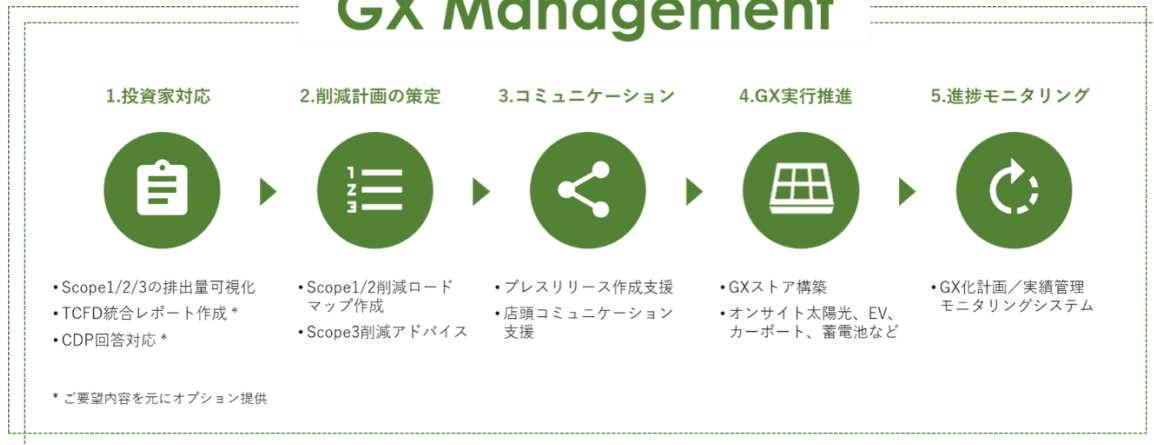 GX Management
1.投資家対応
2.削減計画の策定
3.コミュニケーション
4.GX実行推進
5.進捗モニタリング
1
2
3
• Scope1/2/3の排出量可視化
• TCFD統合レポート作成 *
• CDP回答対応 *
• Scope1/2削減ロード
マップ作成
• Scope3削減アドバイス
• プレスリリース作成支援
• 店頭コミュニケーション
支援
• GXストア構築
• オンサイト太陽光、EV、
カーポート、蓄電池など
• GX化計画／実績管理
モニタリングシステム
* ご要望内容を元にオプション提供